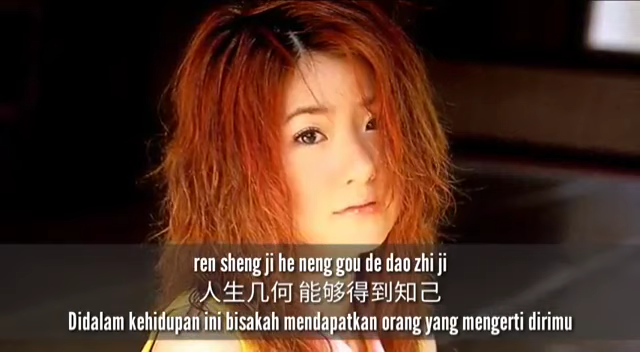 ren sheng ji he neng gou de dao zhi ji
人生几何 能够得到知己
Didalam kehidupan ini bisakah mendapatkan orang yang mengerti dirimu